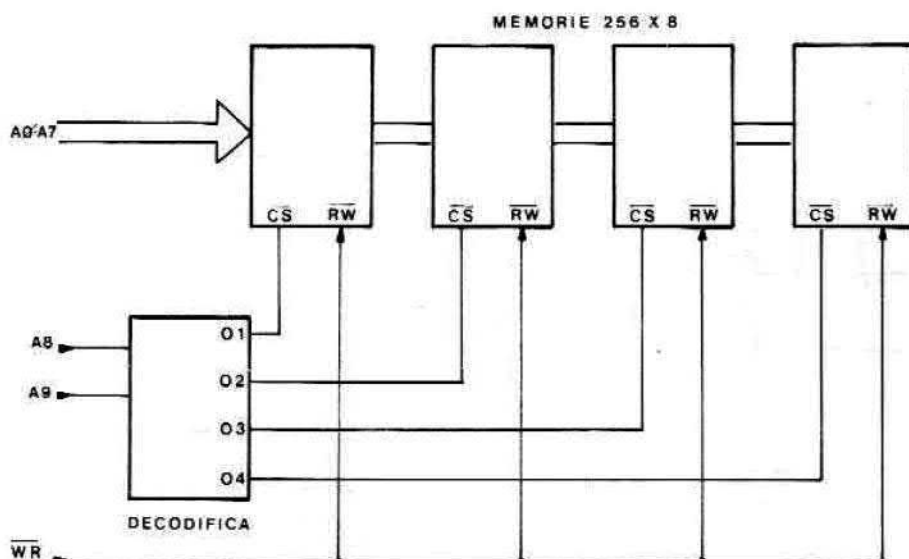 MEMORIE 256 X 8
A0÷A7
CS RW CS RW CS RW CS RW
A8
A9
O1
O2
O3
O4
DECODIFICA
WR